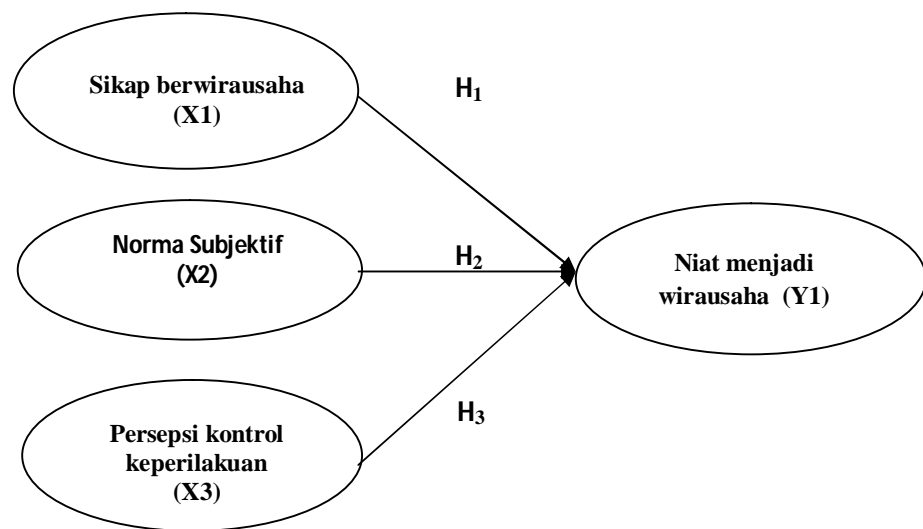 Sikap berwirausaha
(X1)
H1
Norma Subjektif
(X2)
H2
Niat menjadi
wirausaha (Y1)
H3
Persepsi kontrol
keperilakuan
(X3)